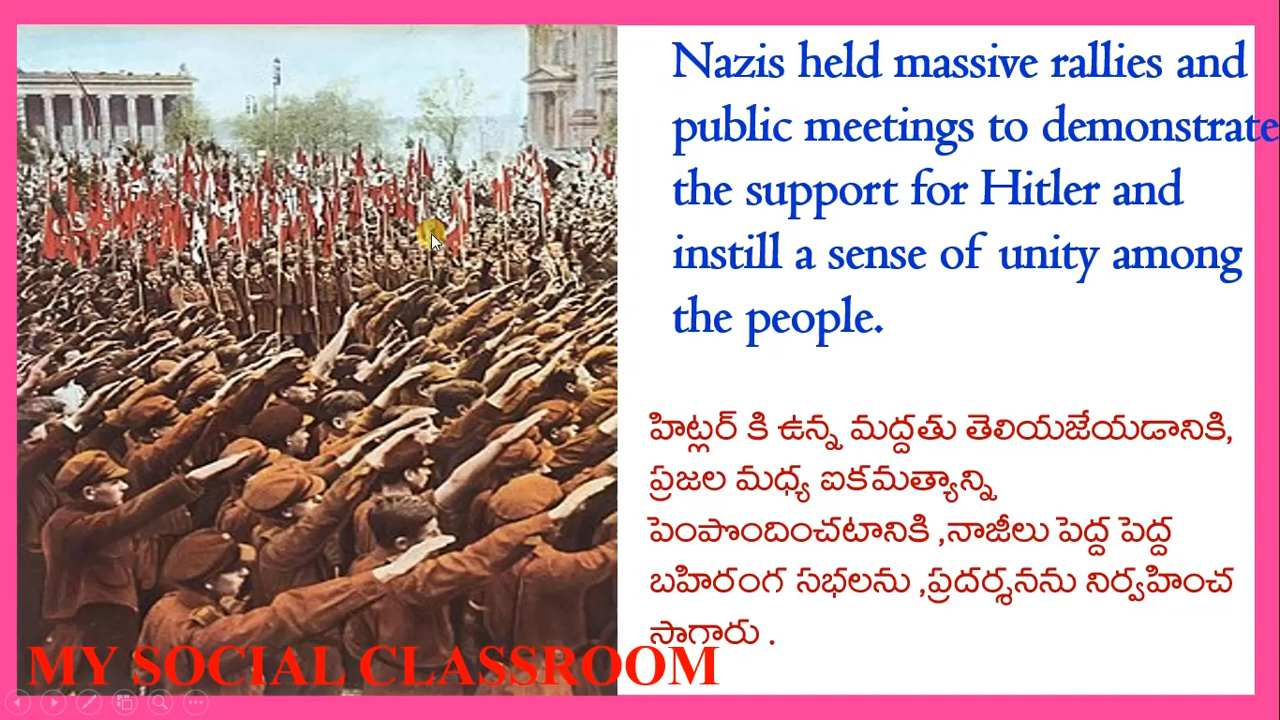 Nazis held massive rallies and
public meetings to demonstrate
the support for Hitler and
instill a sense of unity among
the people.
హిట్లర్ కి ఉన్న మద్దతు తెలియజేయడానికి,
ప్రజల మధ్య ఐకమత్యాన్ని
పెంపొందించటానికి ,నాజీలు పెద్ద పెద్ద
బహిరంగ సభలను ,ప్రదర్శనను నిర్వహించ
సాగారు .
MY SOCIAL CLASSROOM